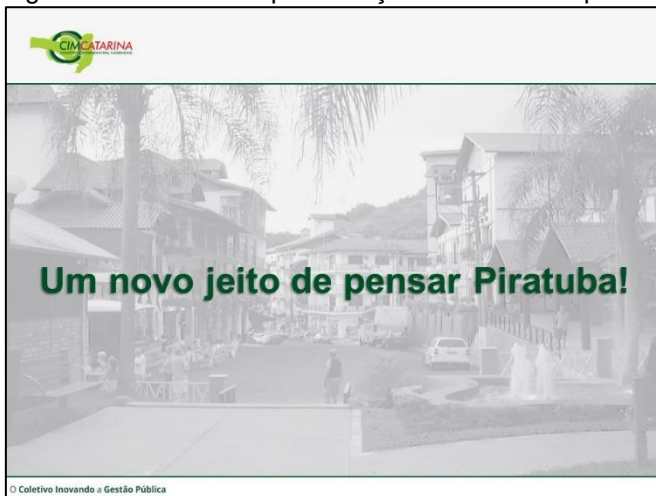 CIMCATARINA
Um novo jeito de pensar Piratuba!
O Coletivo Inovando a Gestão Pública